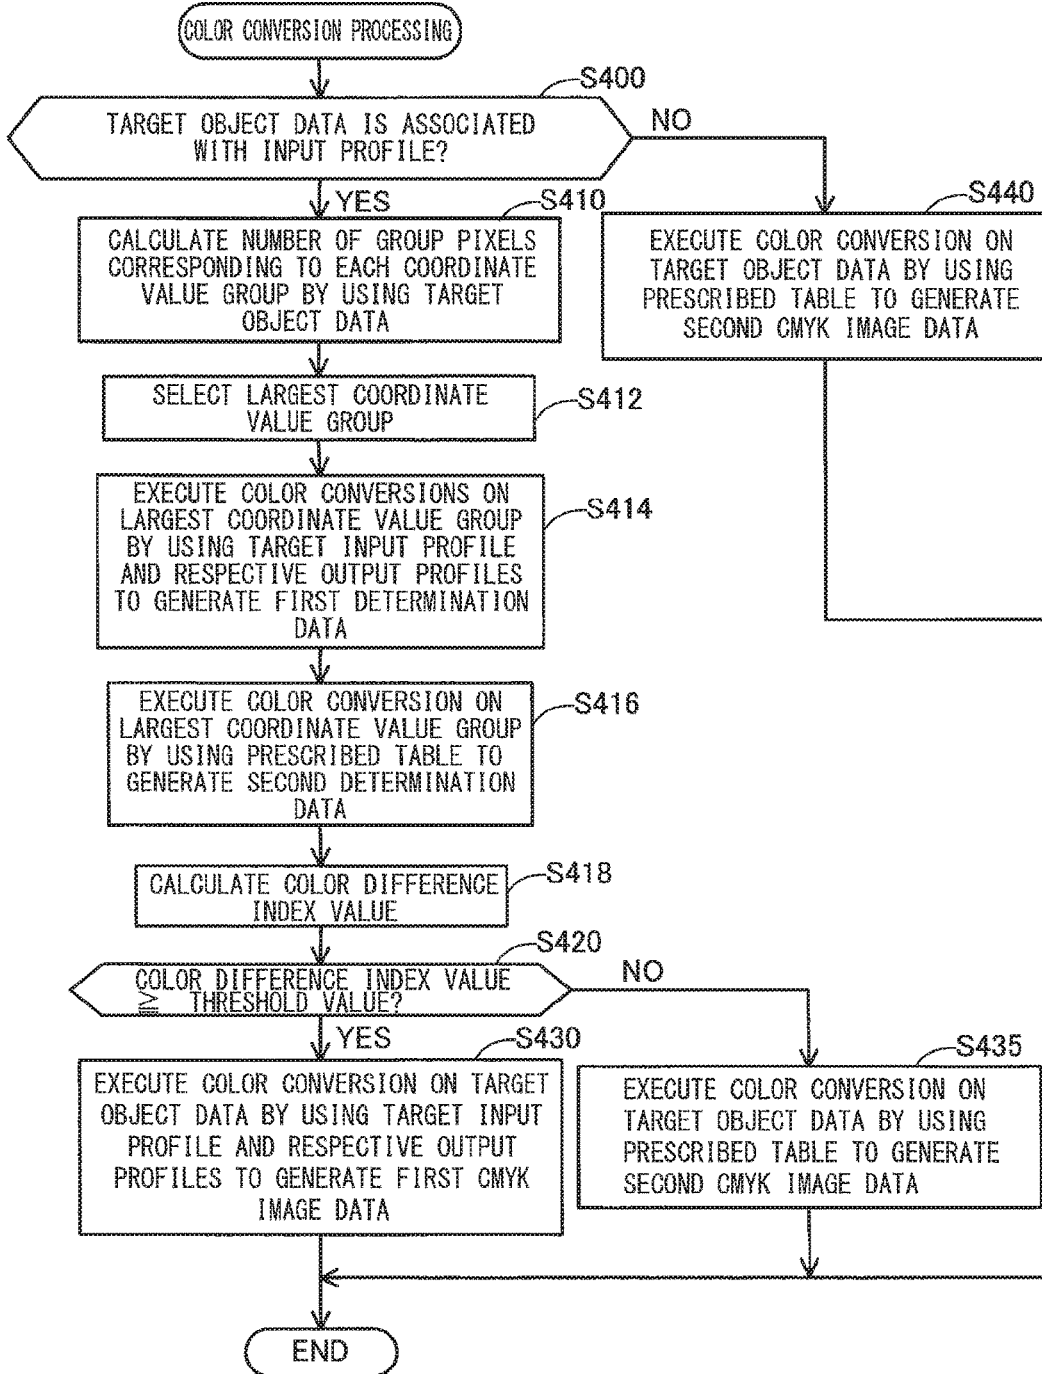 COLOR CONVERSION PROCESSING
S400
TARGET OBJECT DATA IS ASSOCIATED
WITH INPUT PROFILE?
NO
YES
S410
CALCULATE NUMBER OF GROUP PIXELS
CORRESPONDING TO EACH COORDINATE
VALUE GROUP BY USING TARGET
OBJECT DATA
S440
EXECUTE COLOR CONVERSION ON
TARGET OBJECT DATA BY USING
PRESCRIBED TABLE TO GENERATE
SECOND CMYK IMAGE DATA
SELECT LARGEST COORDINATE
VALUE GROUP
S412
EXECUTE COLOR CONVERSIONS ON
LARGEST COORDINATE VALUE GROUP
BY USING TARGET INPUT PROFILE
AND RESPECTIVE OUTPUT PROFILES
TO GENERATE FIRST DETERMINATION
DATA
S414
EXECUTE COLOR CONVERSION ON
LARGEST COORDINATE VALUE GROUP
BY USING PRESCRIBED TABLE TO
GENERATE SECOND DETERMINATION
DATA
S416
CALCULATE COLOR DIFFERENCE
INDEX VALUE
S418
S420
COLOR DIFFERENCE INDEX VALUE
≧ THRESHOLD VALUE?
NO
YES
S430
EXECUTE COLOR CONVERSION ON TARGET
OBJECT DATA BY USING TARGET INPUT
PROFILE AND RESPECTIVE OUTPUT
PROFILES TO GENERATE FIRST CMYK
IMAGE DATA
S435
EXECUTE COLOR CONVERSION ON
TARGET OBJECT DATA BY USING
PRESCRIBED TABLE TO GENERATE
SECOND CMYK IMAGE DATA
END